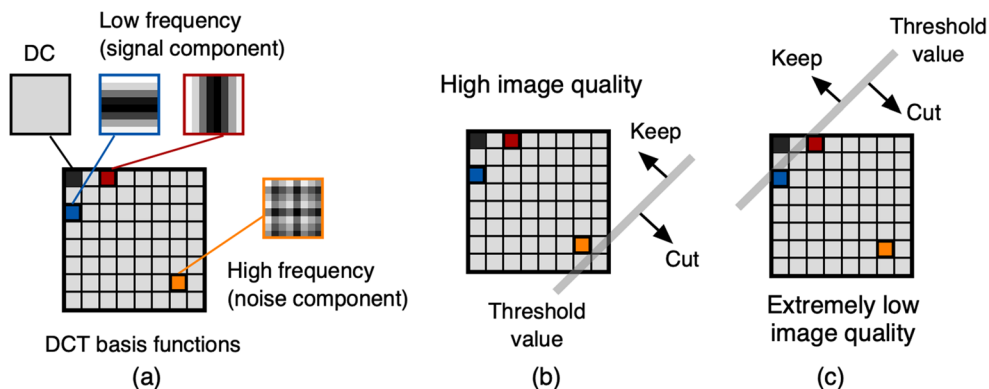 DC
Low frequency
(signal component)
High frequency
(noise component)
DCT basis functions
(a)
High image quality
Keep
Cut
Threshold
value
(b)
Threshold
value
Keep
Cut
Extremely low
image quality
(c)